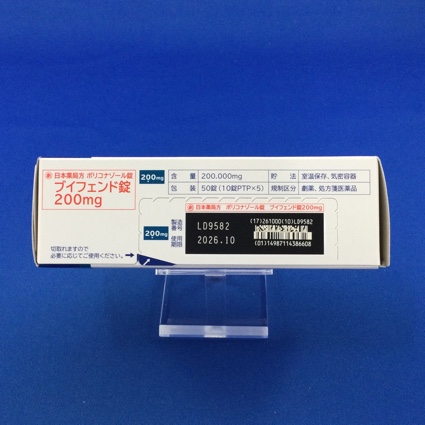 劇 日本薬局方 ボリコナゾール錠
ブイフェンド錠
200mg
200mg 含 量 200.000mg 貯 法 室温保存、気密容器
包 装 50錠(10錠PTP×5) 規制区分 劇薬、処方箋医薬品
日本薬局方 ボリコナゾール錠 ブイフェンド錠200mg
切取れますので
必要に応じてご使用ください。
200mg
製造番号 LD9582
使用期限 2026.10
(17)261000(10)LD9582
(01)14987114386608